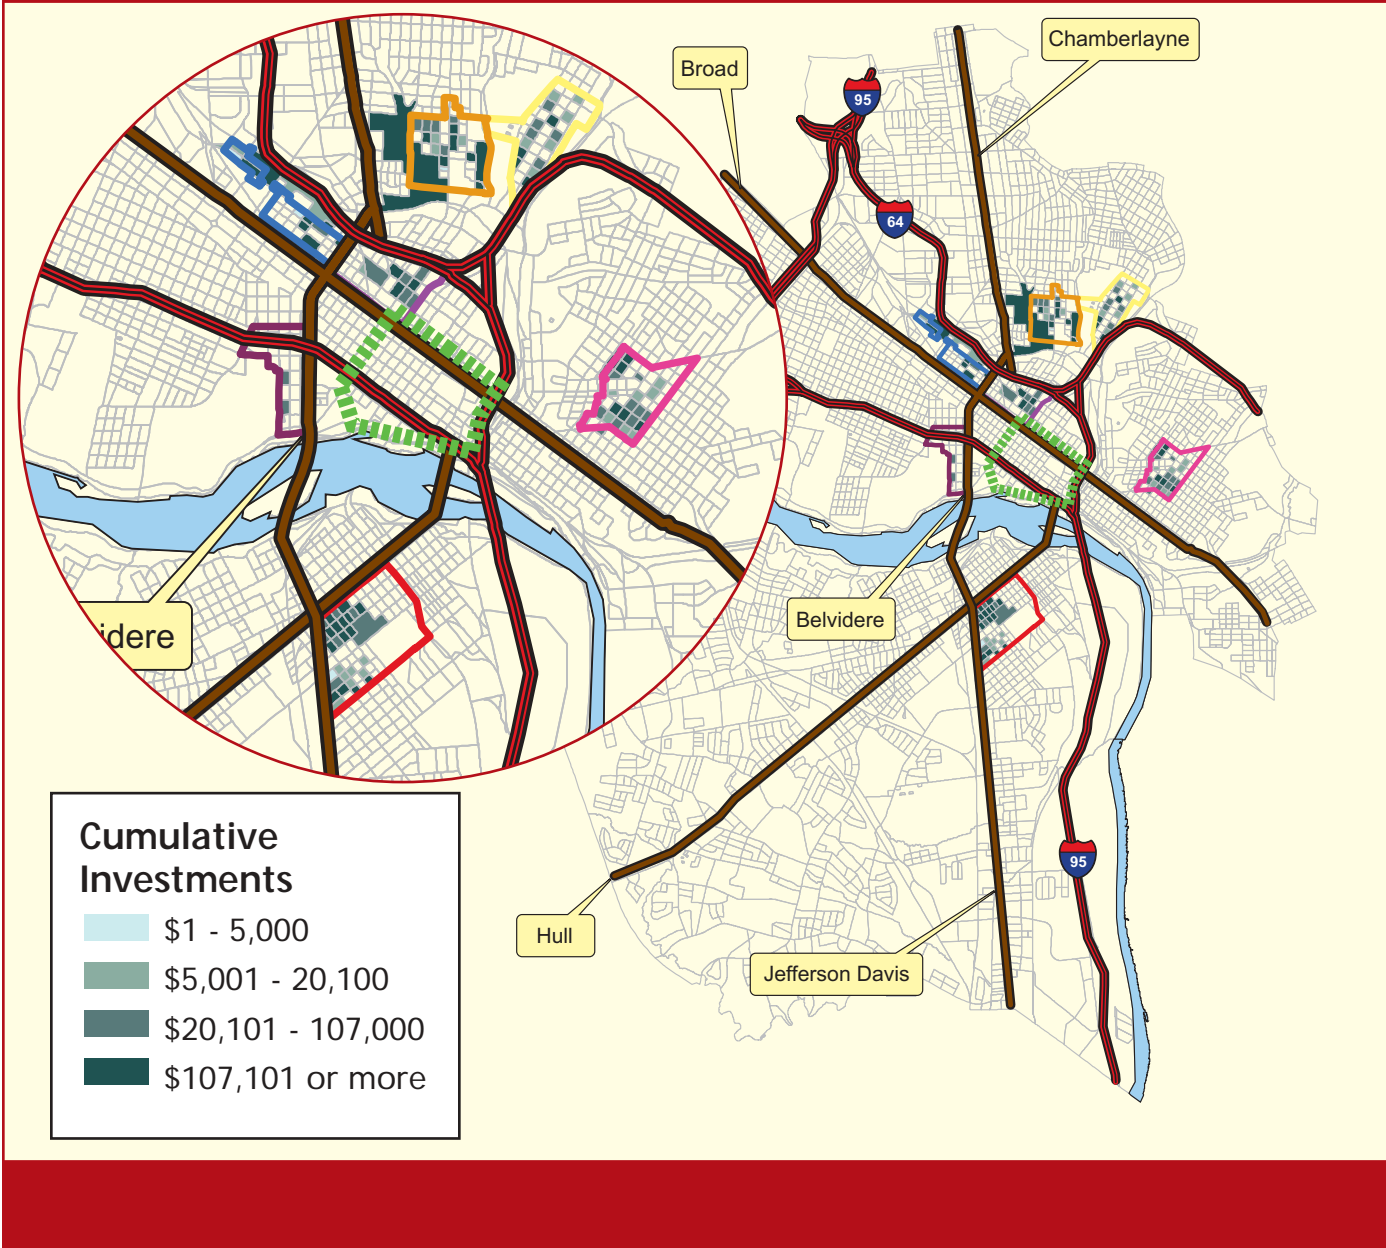 Chamberlayne
Broad
95
64
idere
Belvidere
Cumulative
Investments
$1 - 5,000
$5,001 - 20,100
$20,101 - 107,000
$107,101 or more
95
Hull
Jefferson Davis